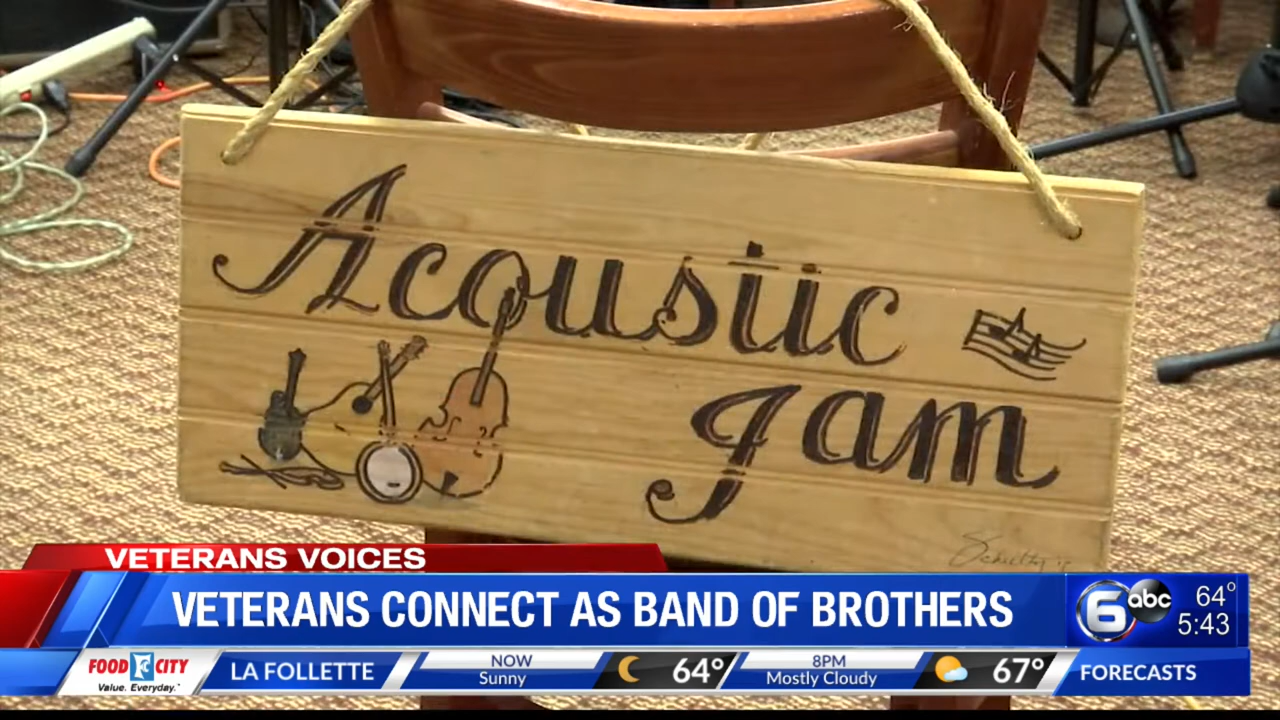 Acoustic
Jam
VETERANS VOICES
VETERANS CONNECT AS BAND OF BROTHERS
6 abc
64°
5:43
FOOD CITY
Value. Everyday.
LA FOLLETTE
NOW
Sunny
64°
8PM
Mostly Cloudy
67°
FORECASTS